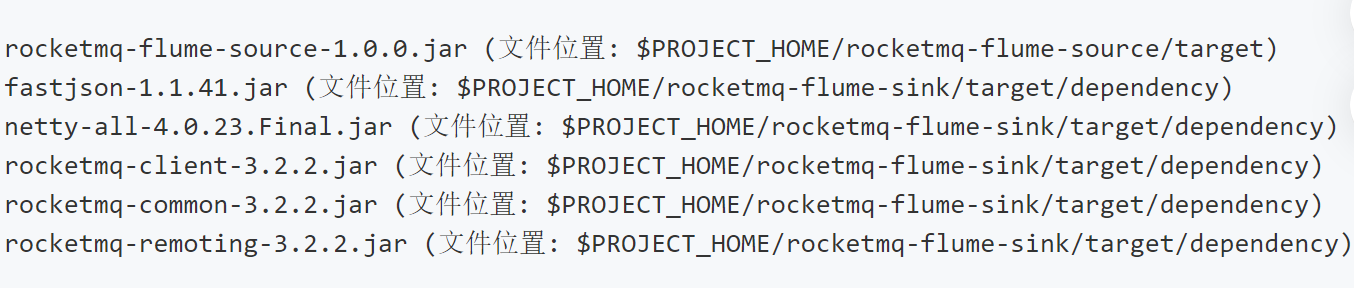 rocketmq-flume-source-1.0.0.jar (文件位置: $PROJECT_HOME/rocketmq-flume-source/target)
fastjson-1.1.41.jar (文件位置: $PROJECT_HOME/rocketmq-flume-sink/target/dependency)
netty-all-4.0.23.Final.jar (文件位置: $PROJECT_HOME/rocketmq-flume-sink/target/dependency)
rocketmq-client-3.2.2.jar (文件位置: $PROJECT_HOME/rocketmq-flume-sink/target/dependency)
rocketmq-common-3.2.2.jar (文件位置: $PROJECT_HOME/rocketmq-flume-sink/target/dependency)
rocketmq-remoting-3.2.2.jar (文件位置: $PROJECT_HOME/rocketmq-flume-sink/target/dependency)